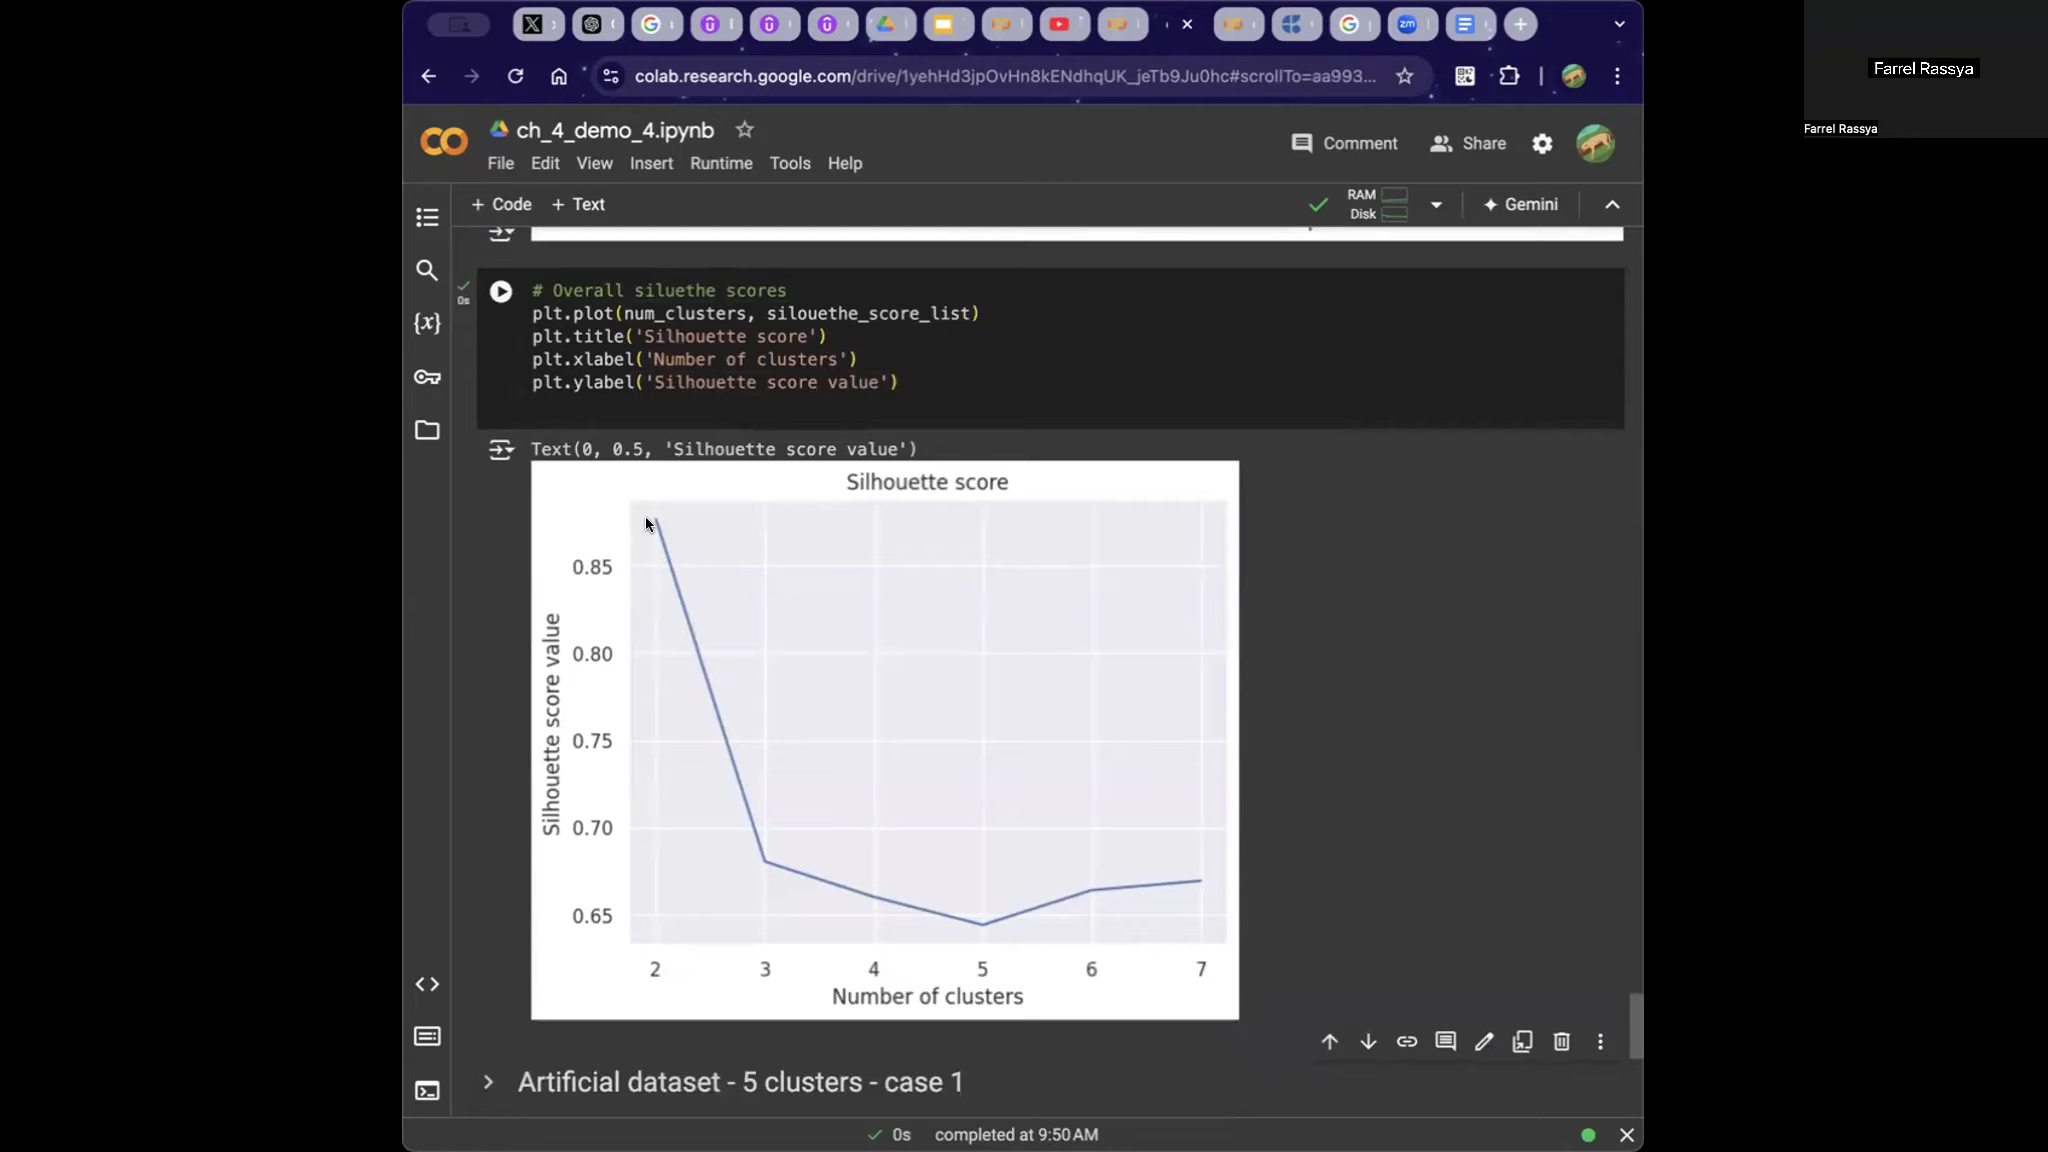 Farrel Rassya
Farrel Rassya
colab.research.google.com/drive/1yehHd3jpOvHn8kENdhqUK_jeTb9Ju0hc#scrollTo=aa993...
ch_4_demo_4.ipynb
Comment
Share
File Edit View Insert Runtime Tools Help
+ Code + Text
RAM
Disk
Gemini
0s
# Overall siluethe scores
plt.plot(num_clusters, silouethe_score_list)
plt.title('Silhouette score')
plt.xlabel('Number of clusters')
plt.ylabel('Silhouette score value')
Text(0, 0.5, 'Silhouette score value')
Silhouette score
Silhouette score value
0.85
0.80
0.75
0.70
0.65
2 3 4 5 6 7
Number of clusters
Artificial dataset - 5 clusters - case 1
0s completed at 9:50 AM